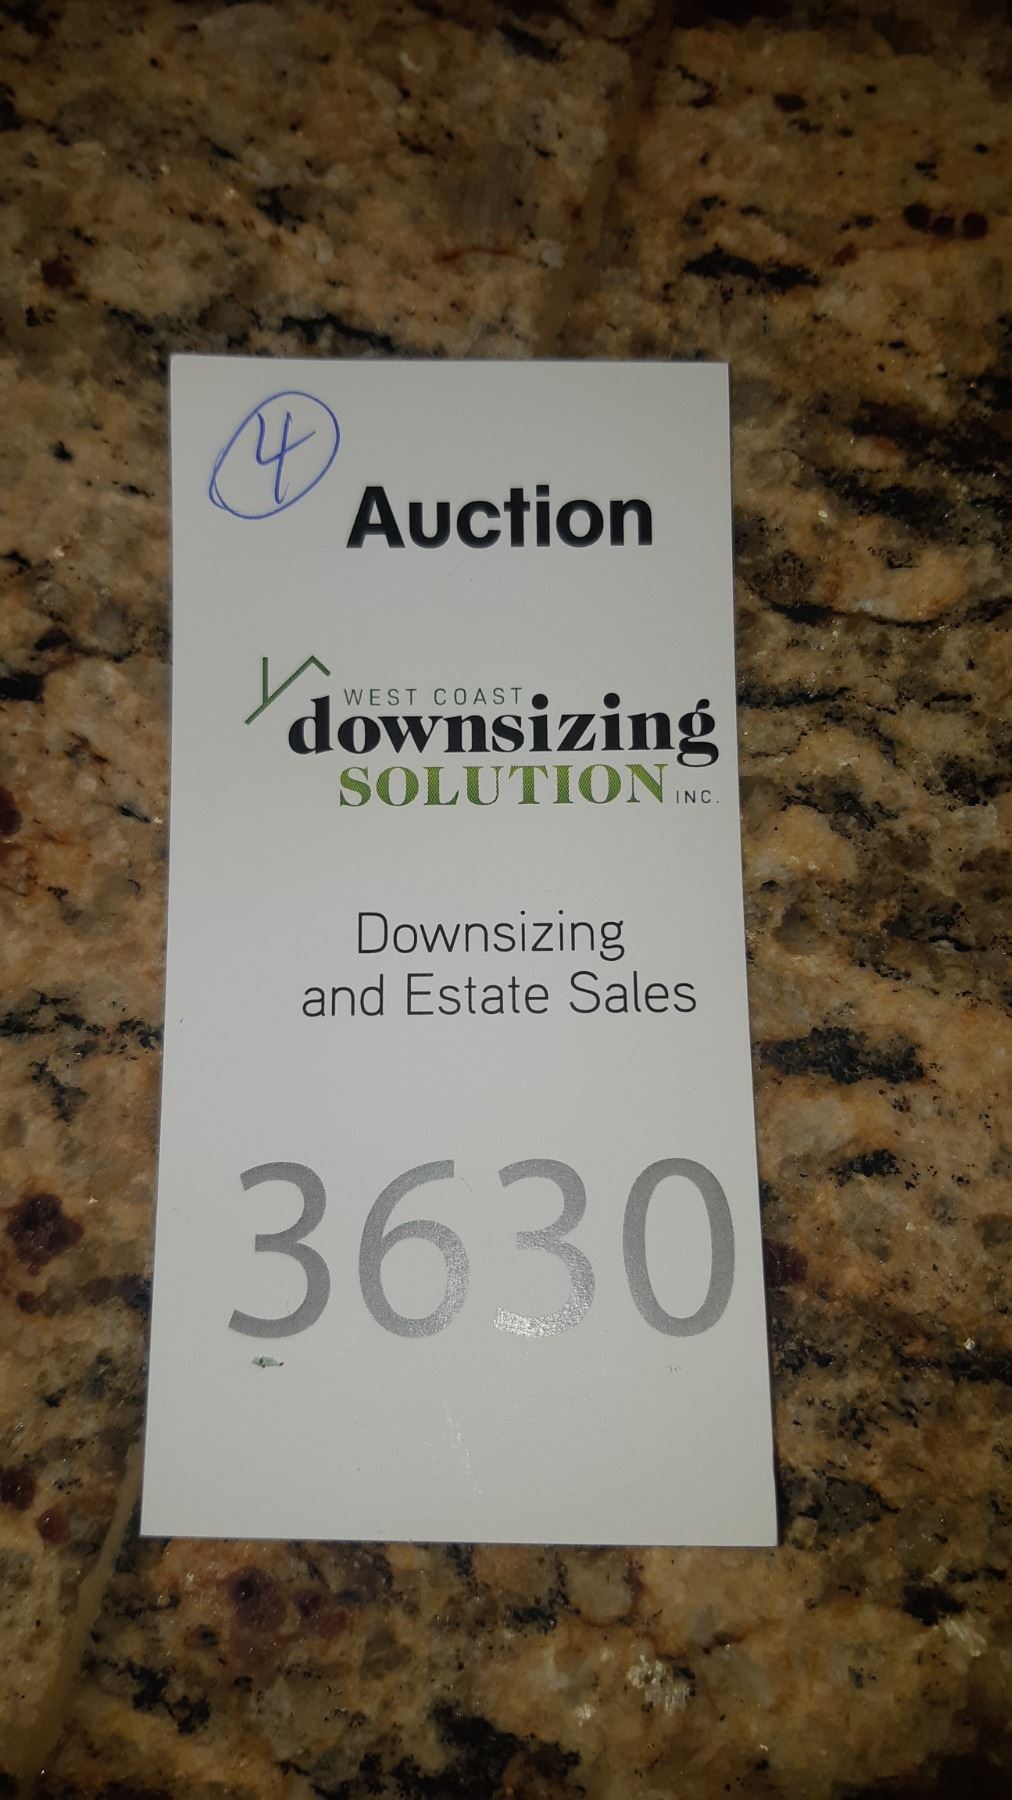 4
Auction
WEST COAST
downsizing
SOLUTION INC.
Downsizing
and Estate Sales
3630